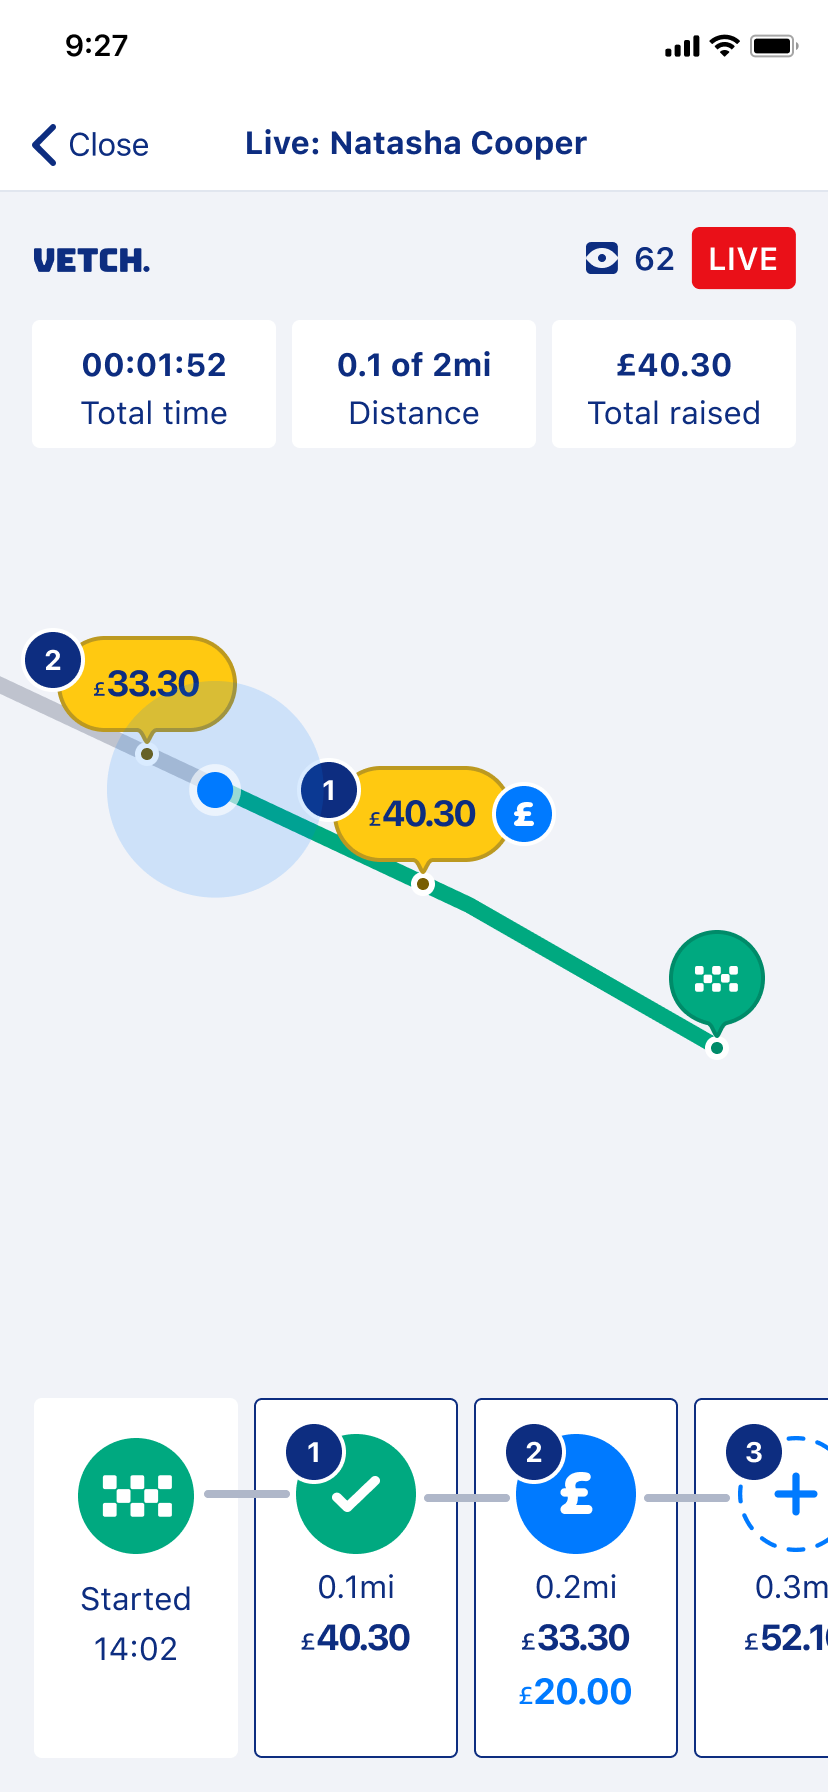 9:27
Close
Live: Natasha Cooper
VETCH.
62
LIVE
00:01:52
Total time
0.1 of 2mi
Distance
£40.30
Total raised
2
£33.30
1
£40.30
£
Started
14:02
1
0.1mi
£40.30
2
£
0.2mi
£33.30
£20.00
3
0.3m
£52.1